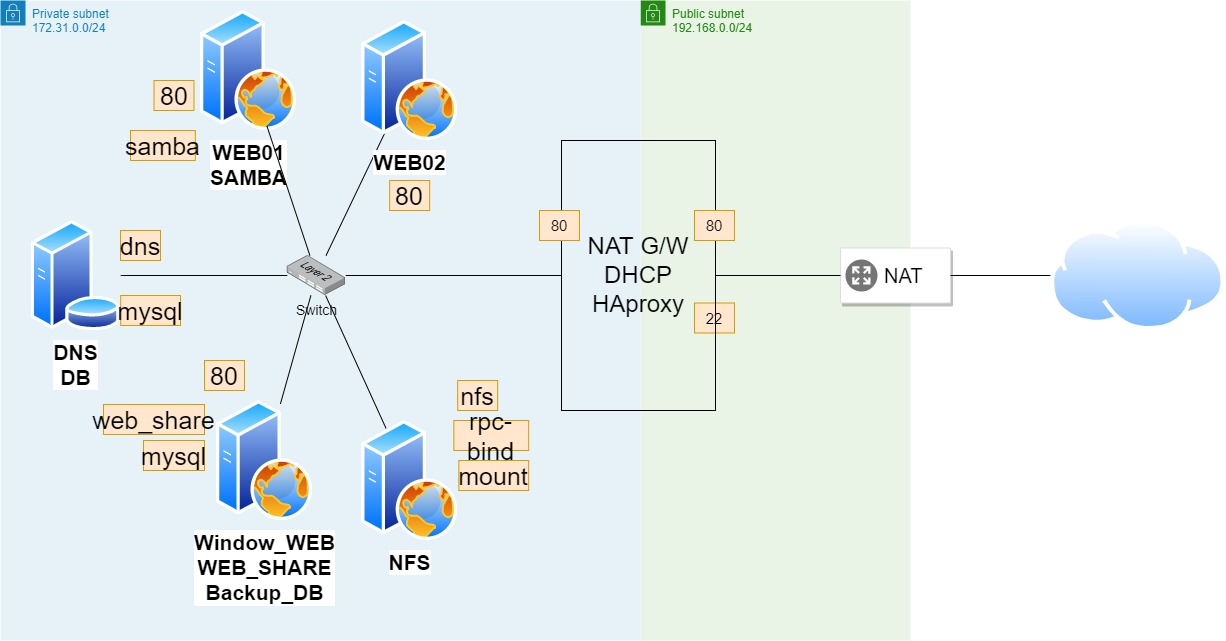 Private subnet
172.31.0.0/24
Public subnet
192.168.0.0/24
80
samba
WEB01
SAMBA
WEB02
80
dns
mysql
DNS
DB
Layer 2
Switch
80
NAT G/W
DHCP
HAproxy
80
22
NAT
80
web_share
mysql
Window_WEB
WEB_SHARE
Backup_DB
nfs
rpc-
bind
mount
NFS